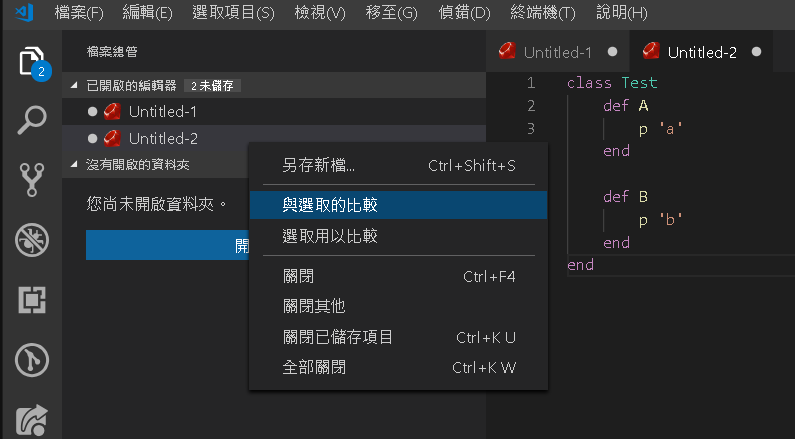 檔案(F) 編輯(E) 選取項目(S) 檢視(V) 移至(G) 偵錯(D) 終端機(T) 說明(H)
檔案總管
已開啟的編輯器 2 未儲存
Untitled-1
Untitled-2
沒有開啟的資料夾
您尚未開啟資料夾。
開
2
另存新檔... Ctrl+Shift+S
與選取的比較
選取用以比較
關閉 Ctrl+F4
關閉其他
關閉已儲存項目 Ctrl+K U
全部關閉 Ctrl+K W
Untitled-1 Untitled-2
1 class Test
2 def A
3 p 'a'
end
def B
p 'b'
end
end